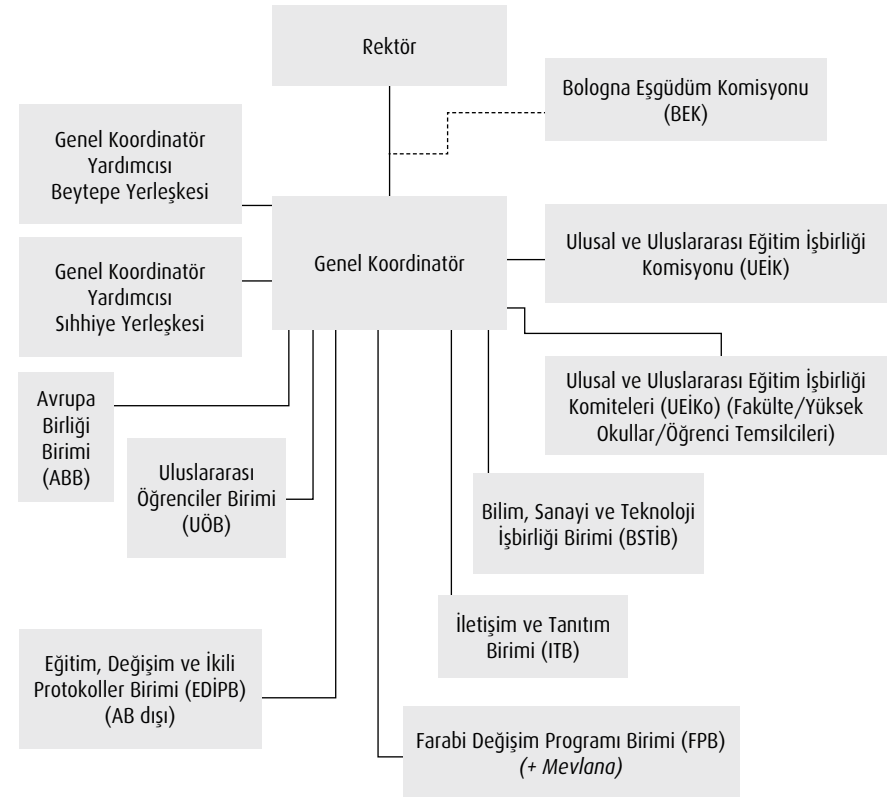 Rektör
Bologna Eşgüdüm Komisyonu
(BEK)
Genel Koordinatör
Yardımcısı
Beytepe Yerleşkesi
Genel Koordinatör
Ulusal ve Uluslararası Eğitim İşbirliği
Komisyonu (UEİK)
Genel Koordinatör
Yardımcısı
Sıhhiye Yerleşkesi
Ulusal ve Uluslararası Eğitim İşbirliği
Komiteleri (UEİKo) (Fakülte/Yüksek
Okullar/Öğrenci Temsilcileri)
Avrupa
Birliği
Birimi
(ABB)
Uluslararası
Öğrenciler Birimi
(UÖB)
Bilim, Sanayi ve Teknoloji
İşbirliği Birimi (BSTİB)
İletişim ve Tanıtım
Birimi (ITB)
Eğitim, Değişim ve İkili
Protokoller Birimi (EDİPB)
(AB dışı)
Farabi Değişim Programı Birimi (FPB)
(+ Mevlana)